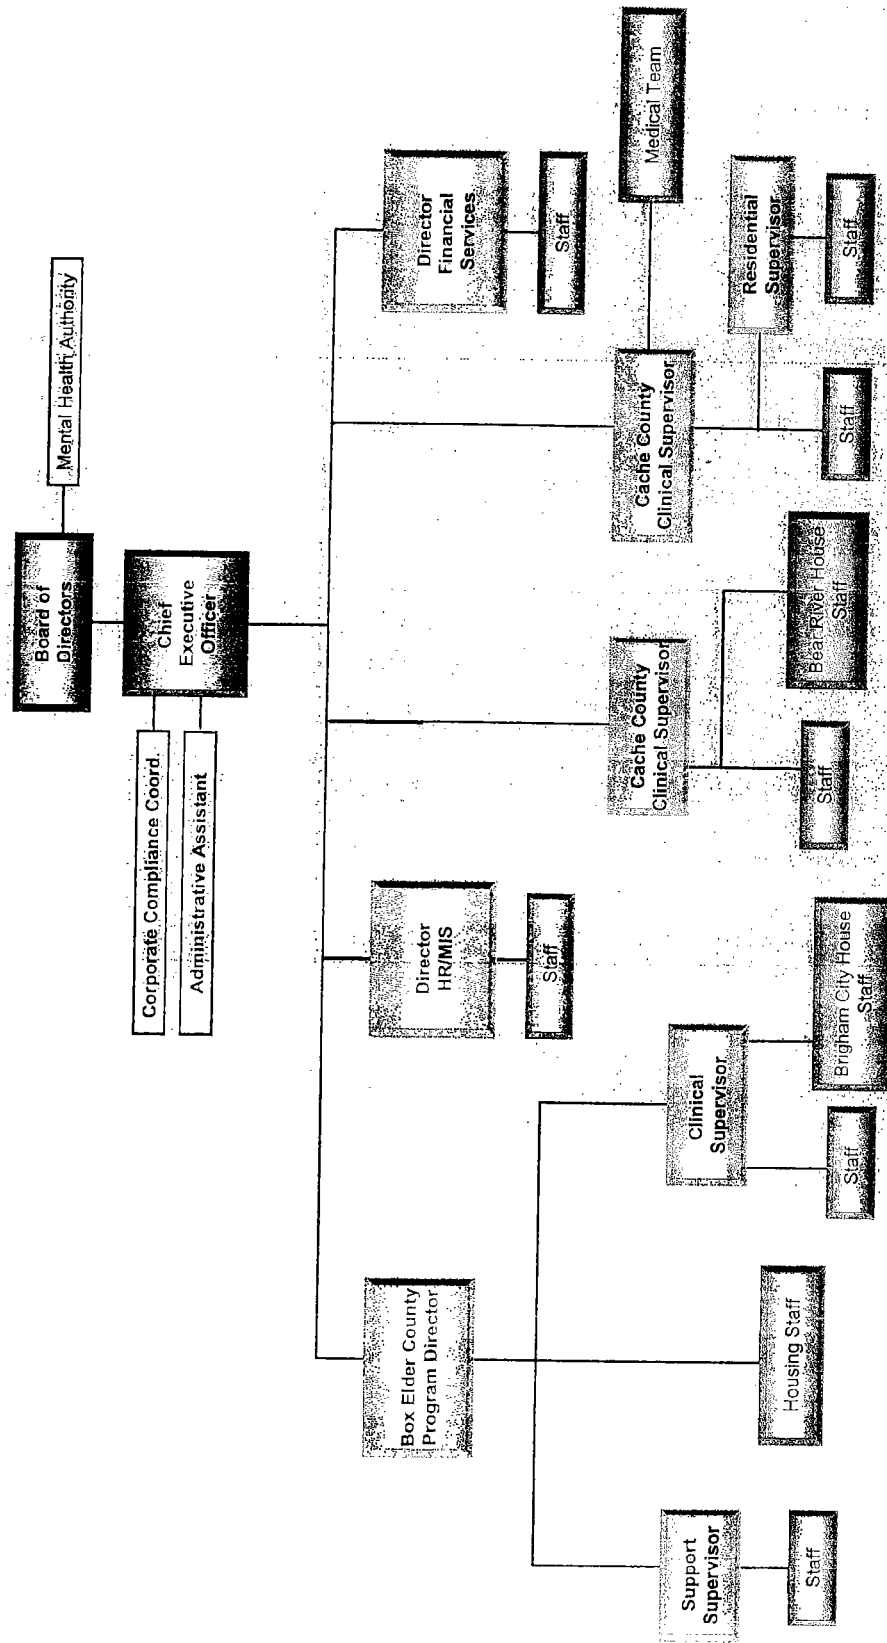 Mental Health Authority
Board of
Directors
Chief
Executive
Officer
Corporate Compliance Coord.
Administrative Assistant
Box Elder County
Program Director
Director
HR/MIS
Staff
Cache County
Clinical Supervisor
Cache County
Clinical Supervisor
Director
Financial
Services
Staff
Medical Team
Support
Supervisor
Staff
Housing Staff
Clinical
Supervisor
Staff
Brigham City House
Staff
Staff
Bear River House
Staff
Staff
Residential
Supervisor
Staff